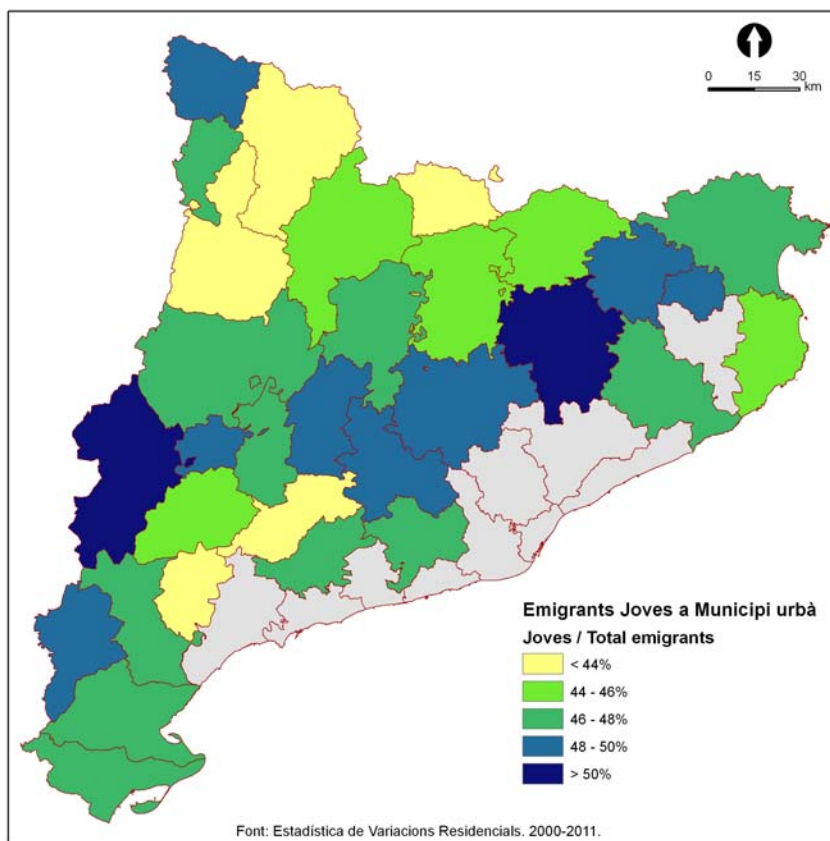 0 15 30
km
Emigrants Joves a Municipi urbà
Joves / Total emigrants
< 44%
44 - 46%
46 - 48%
48 - 50%
> 50%
Font: Estadística de Variacions Residencials. 2000-2011.